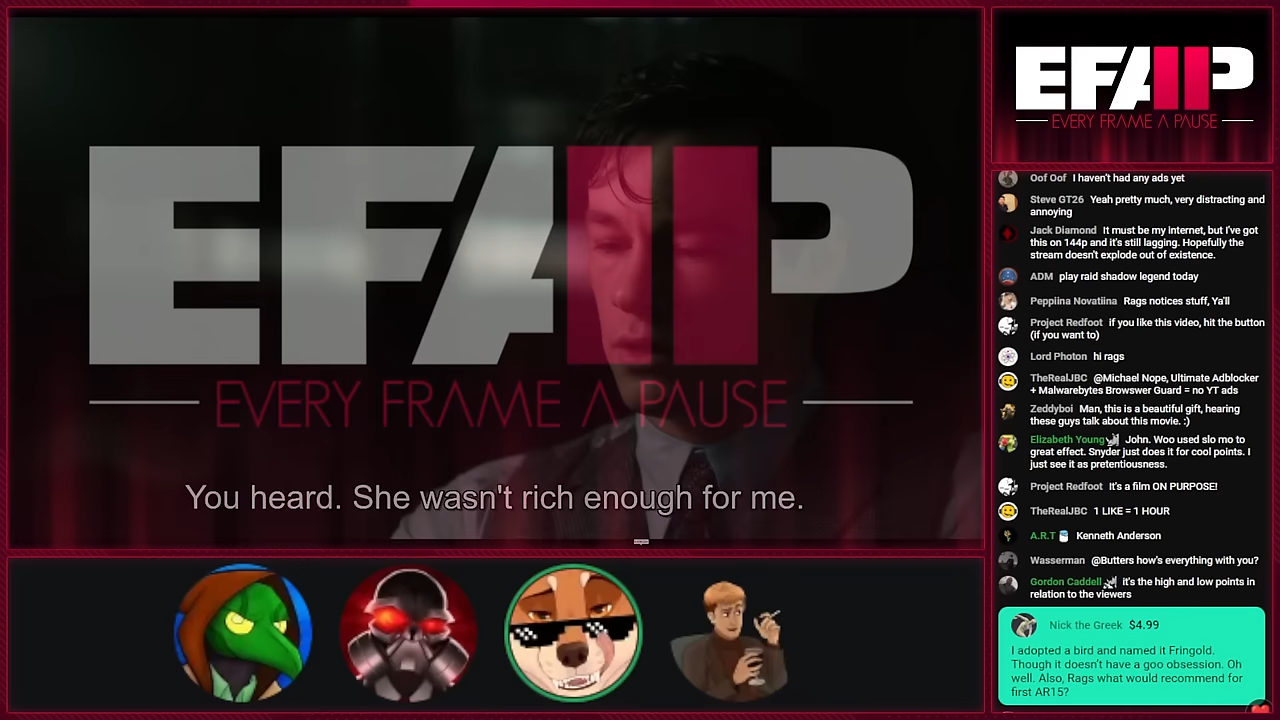 EFAP
EVERY FRAME A PAUSE
You heard. She wasn't rich enough for me.
EFAP
EVERY FRAME A PAUSE
Oof Oof I haven't had any ads yet
Steve GT26 Yeah pretty much, very distracting and
annoying
Jack Diamond It must be my internet, but I've got
this on 144p and it's still lagging. Hopefully the
stream doesn't explode out of existence.
ADM play raid shadow legend today
Peppiina Novatiina Rags notices stuff, Ya'll
Project Redfoot if you like this video, hit the button
(if you want to)
Lord Photon hi rags
TheRealJBC @Michael Nope, Ultimate Adblocker
+ Malwarebytes Browswer Guard = no YT ads
Zeddyboi Man, this is a beautiful gift, hearing
these guys talk about this movie. :)
Elizabeth Young John. Woo used slo mo to
great effect. Snyder just does it for cool points. I
just see it as pretentiousness.
Project Redfoot It's a film ON PURPOSE!
TheRealJBC 1 LIKE = 1 HOUR
A.R.T Kenneth Anderson
Wasserman @Butters how's everything with you?
Gordon Caddell it's the high and low points in
relation to the viewers
Nick the Greek $4.99
I adopted a bird and named it Fringold.
Though it doesn't have a goo obsession. Oh
well. Also, Rags what would recommend for
first AR15?